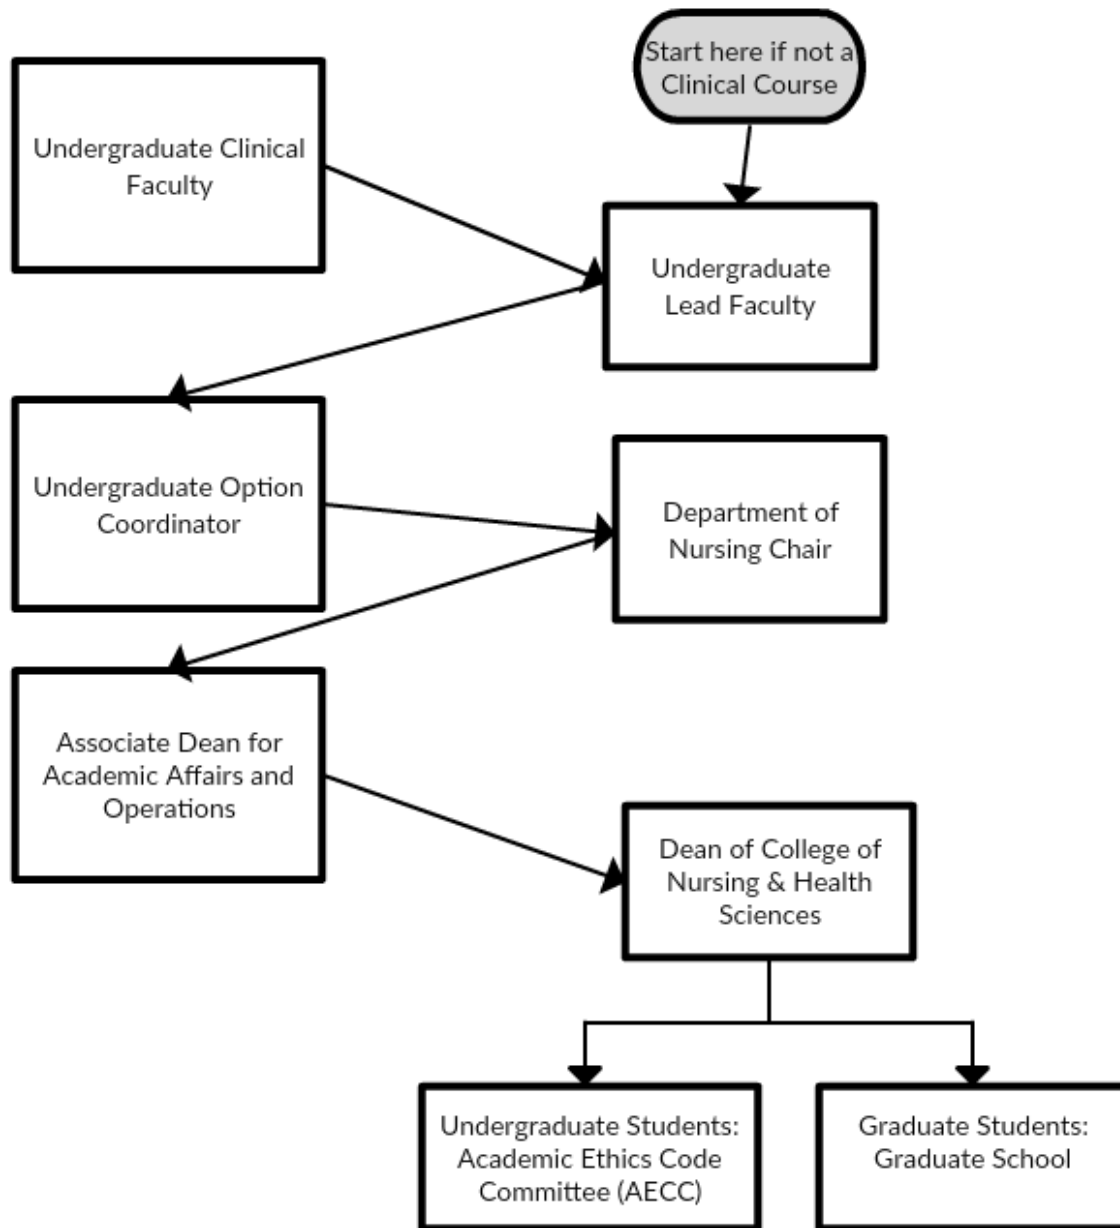 Start here if not a
Clinical Course
Undergraduate Clinical
Faculty
Undergraduate
Lead Faculty
Undergraduate Option
Coordinator
Department of
Nursing Chair
Associate Dean for
Academic Affairs and
Operations
Dean of College of
Nursing & Health
Sciences
Undergraduate Students:
Academic Ethics Code
Committee (AECC)
Graduate Students:
Graduate School